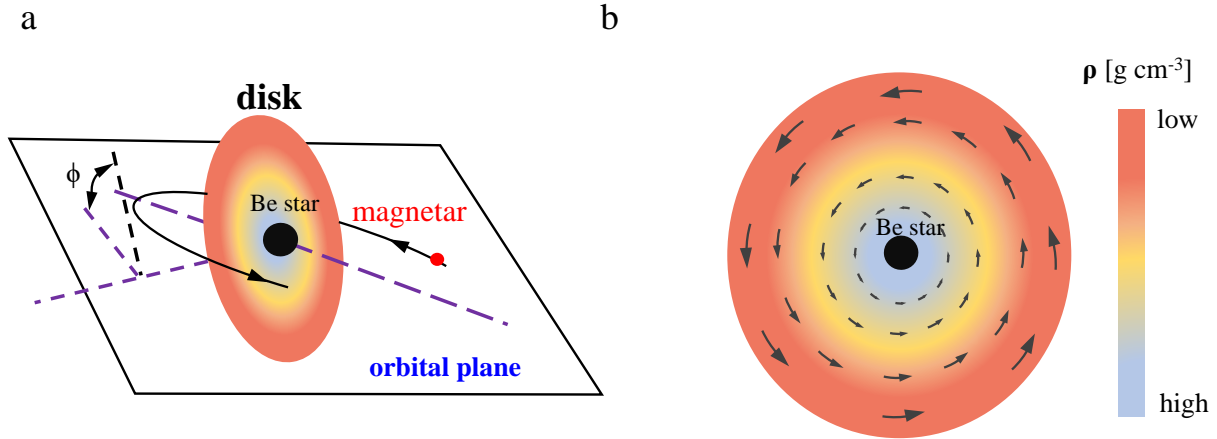 a
disk
ϕ
Be star
magnetar
orbital plane
b
ρ [g cm-3]
Be star
low
high